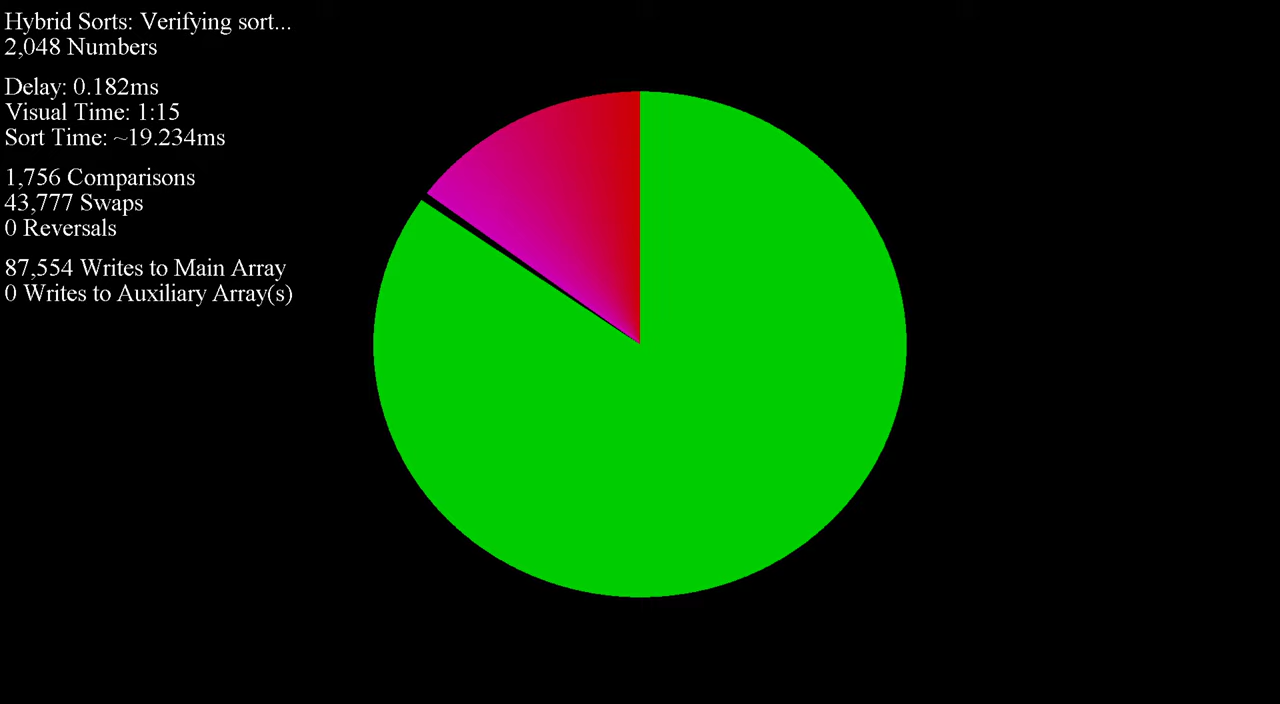 Hybrid Sorts: Verifying sort...
2,048 Numbers
Delay: 0.182ms
Visual Time: 1:15
Sort Time: ~19.234ms
1,756 Comparisons
43,777 Swaps
0 Reversals
87,554 Writes to Main Array
0 Writes to Auxiliary Array(s)